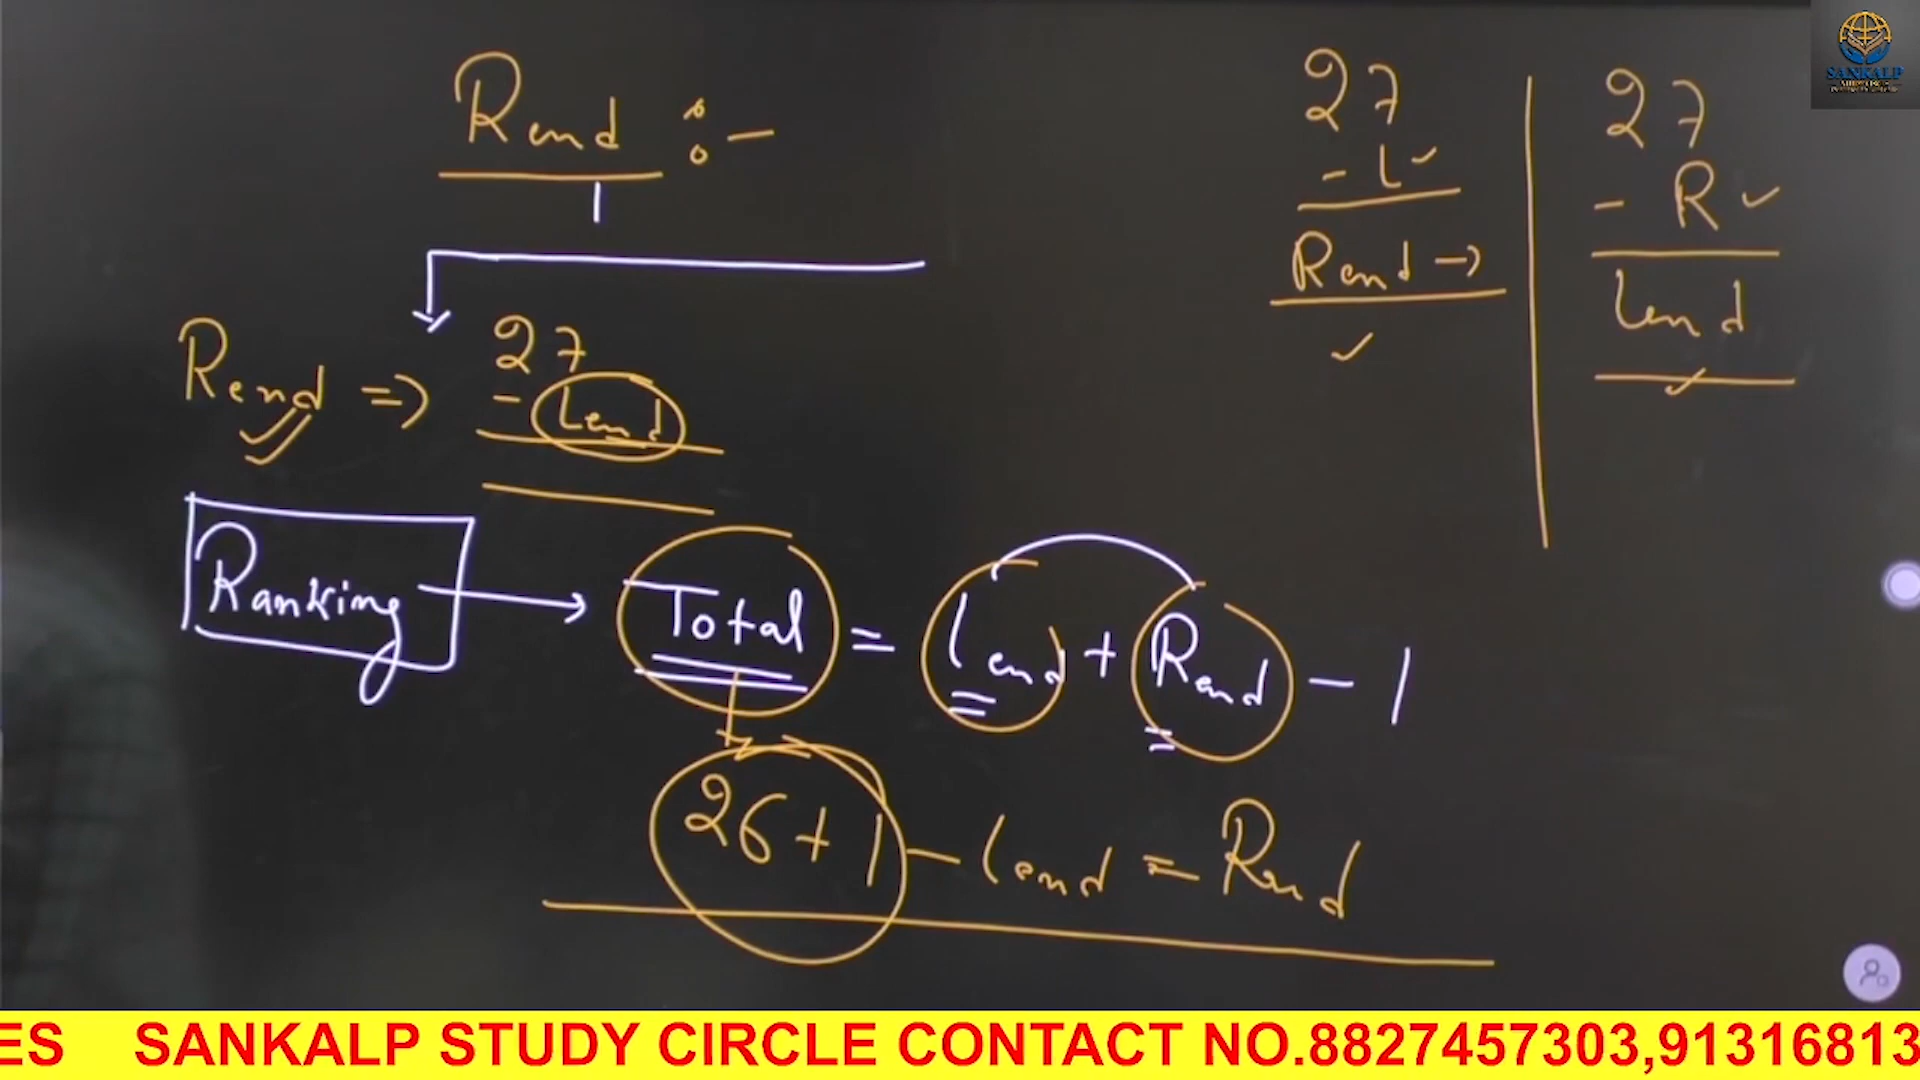 Rend :-
27
- L ✓
Rend →
✓
27
- R ✓
Lend
✓
Rend ⇒ 27
- Lend
Ranking → Total = Lend + Rend - 1
26 + 1 - Lend = Rend
SANKALP
ES SANKALP STUDY CIRCLE CONTACT NO.8827457303,91316813